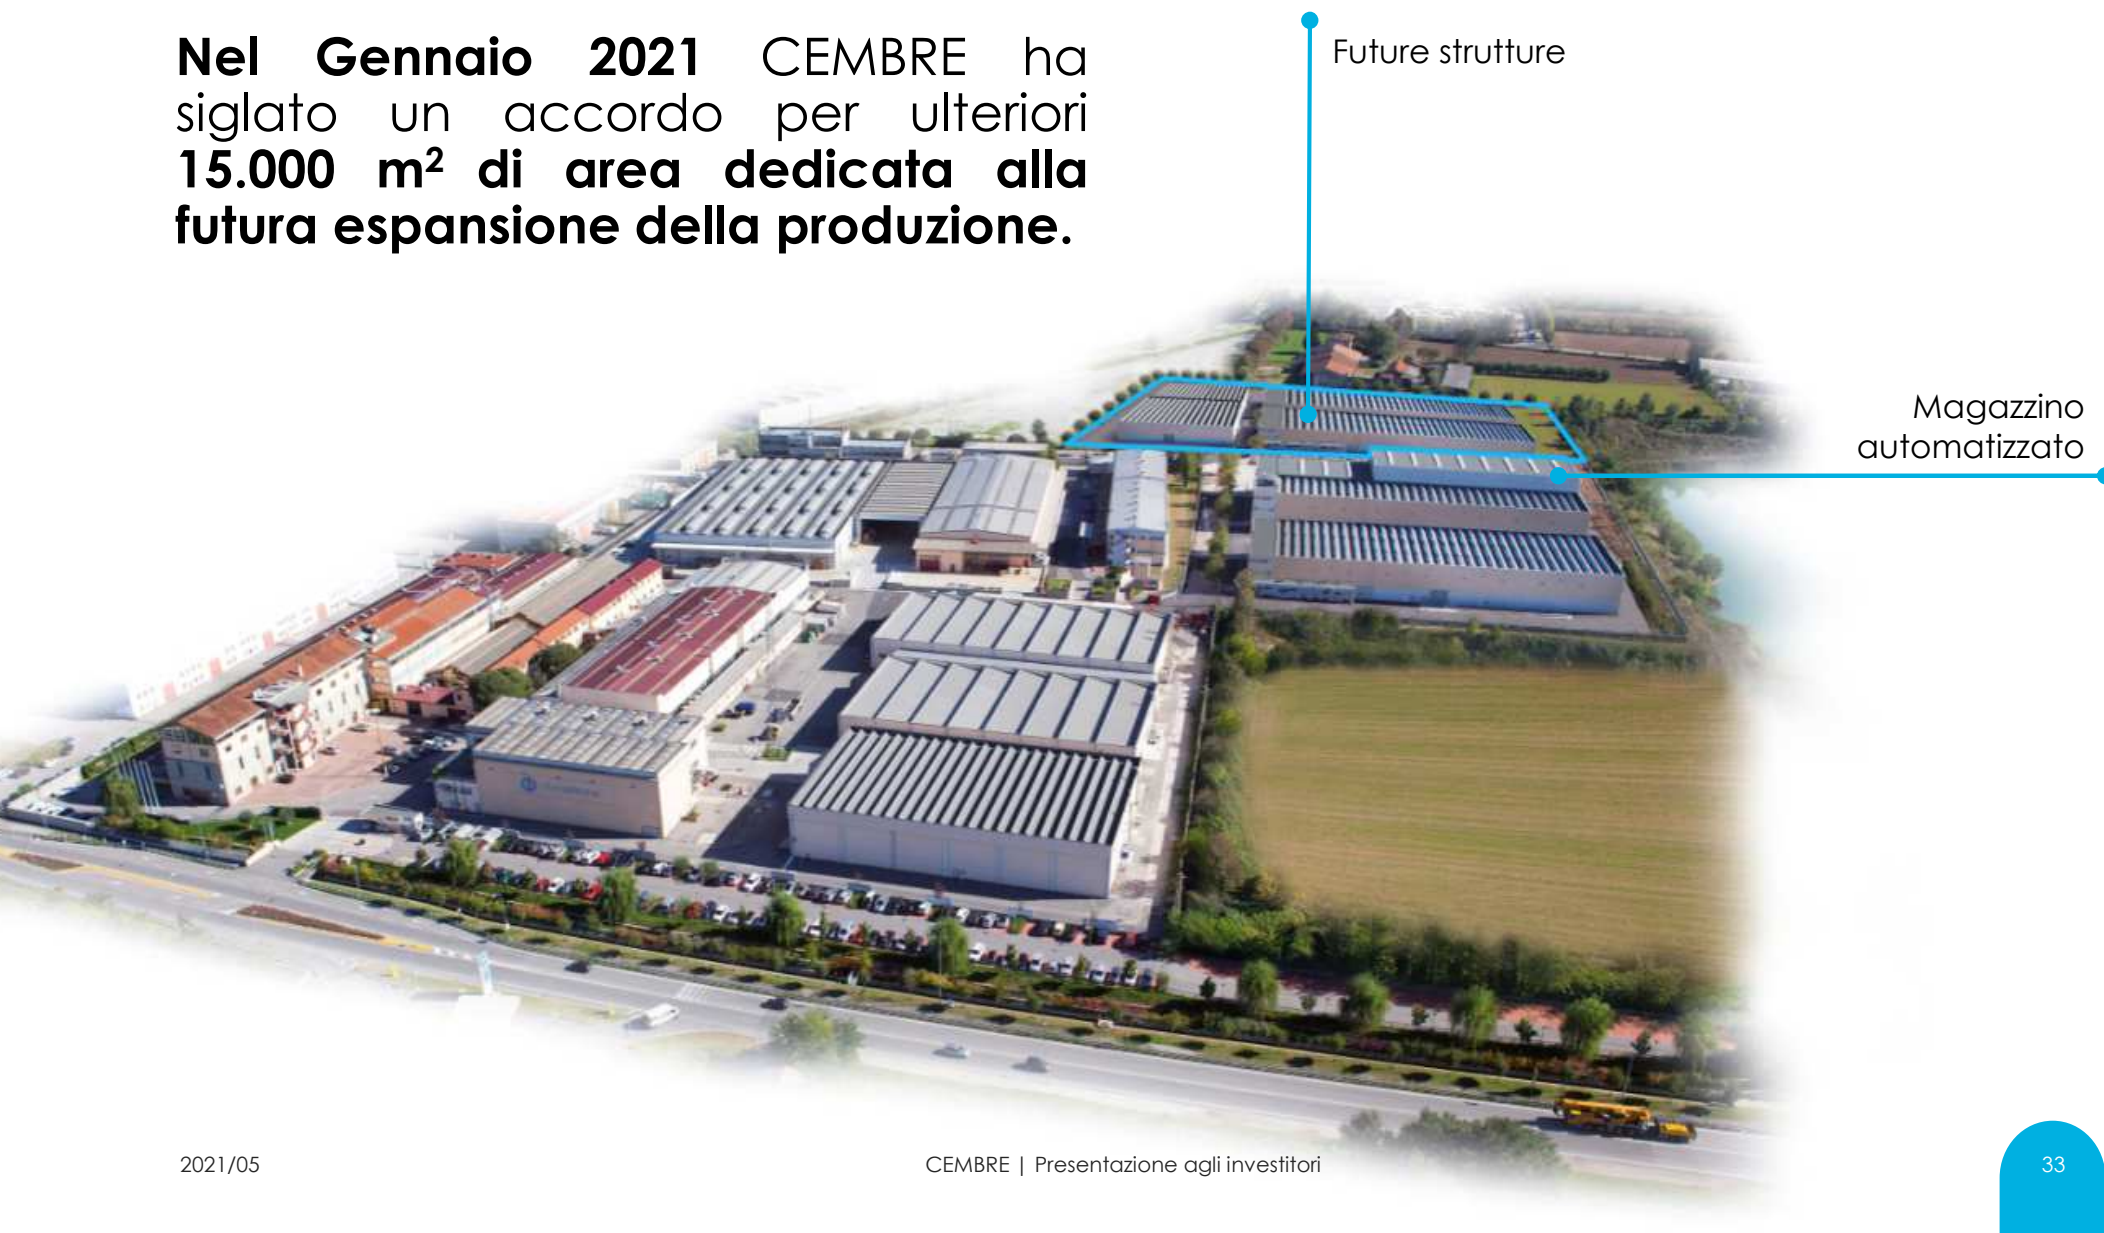 Nel Gennaio 2021 CEMBRE ha
siglato un accordo per ulteriori
15.000 m² di area dedicata alla
futura espansione della produzione.
Future strutture
Magazzino
automatizzato
2021/05
CEMBRE | Presentazione agli investitori
33